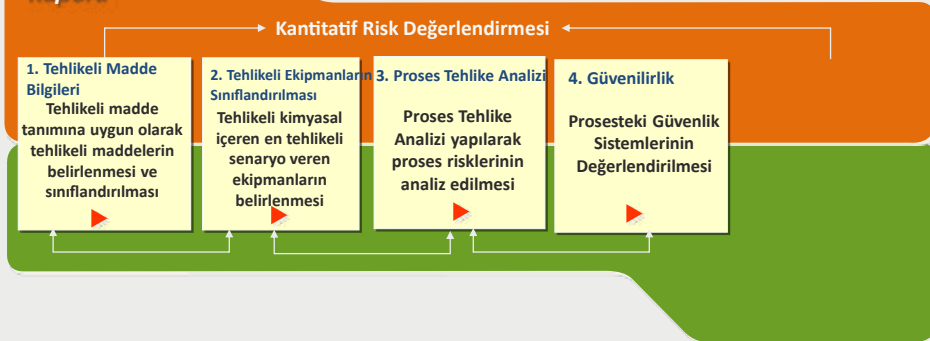 Raporu
Kantitatif Risk Değerlendirmesi
1. Tehlikeli Madde
Bilgileri
Tehlikeli madde
tanımına uygun olarak
tehlikeli maddelerin
belirlenmesi ve
sınıflandırılması
2. Tehlikeli Ekipmanların
Sınıflandırılması
Tehlikeli kimyasal
içeren en tehlikeli
senaryo veren
ekipmanların
belirlenmesi
3. Proses Tehlike Analizi
Proses Tehlike
Analizi yapılarak
proses risklerinin
analiz edilmesi
4. Güvenilirlik
Prosesteki Güvenlik
Sistemlerinin
Değerlendirilmesi